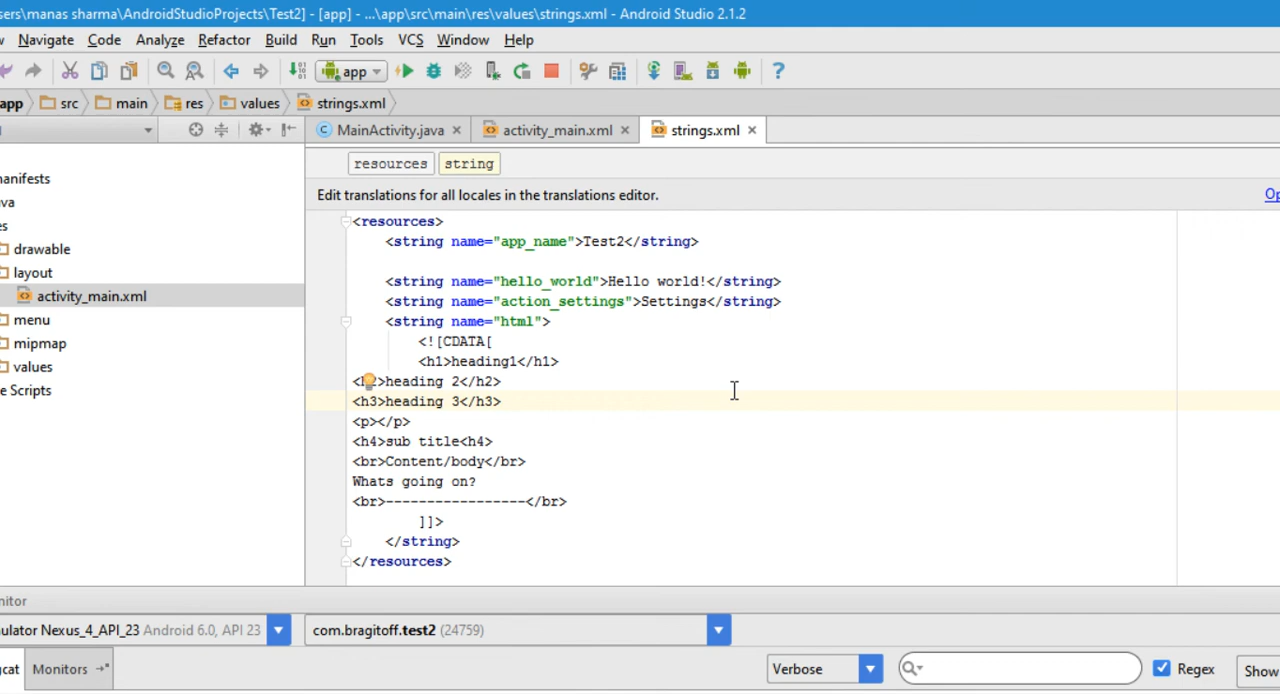 sers\manas sharma\AndroidStudioProjects\Test2] - [app] - ...\app\src\main\res\values\strings.xml - Android Studio 2.1.2
w Navigate Code Analyze Refactor Build Run Tools VCS Window Help
app
app src main res values strings.xml
MainActivity.java activity_main.xml strings.xml
resources string
Edit translations for all locales in the translations editor. Op
anifests
va
es
drawable
layout
activity_main.xml
menu
mipmap
values
e Scripts
<resources>
<string name="app_name">Test2</string>
<string name="hello_world">Hello world!</string>
<string name="action_settings">Settings</string>
<string name="html">
<![CDATA[
<h1>heading1</h1>
>heading 2</h2>
<h3>heading 3</h3>
<p></p>
<h4>sub title<h4>
<br>Content/body</br>
Whats going on?
<br>-----------------</br>
]]>
</string>
</resources>
nitor
ulator Nexus_4_API_23 Android 6.0, API 23 com.bragitoff.test2 (24759)
cat Monitors Verbose Regex Show